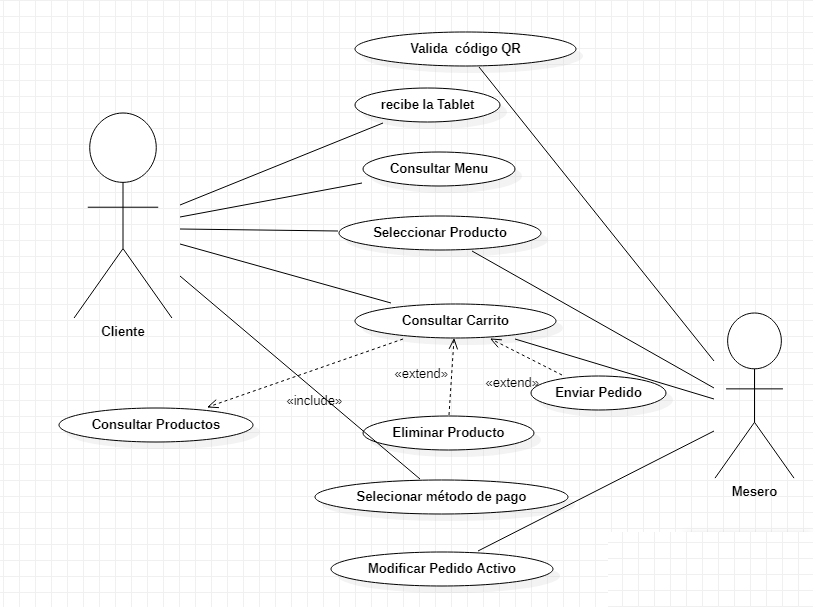 Valida código QR
recibe la Tablet
Consultar Menu
Seleccionar Producto
Cliente
Consultar Carrito
«extend»
«extend»
Enviar Pedido
«include»
Consultar Productos
Eliminar Producto
Mesero
Selecionar método de pago
Modificar Pedido Activo